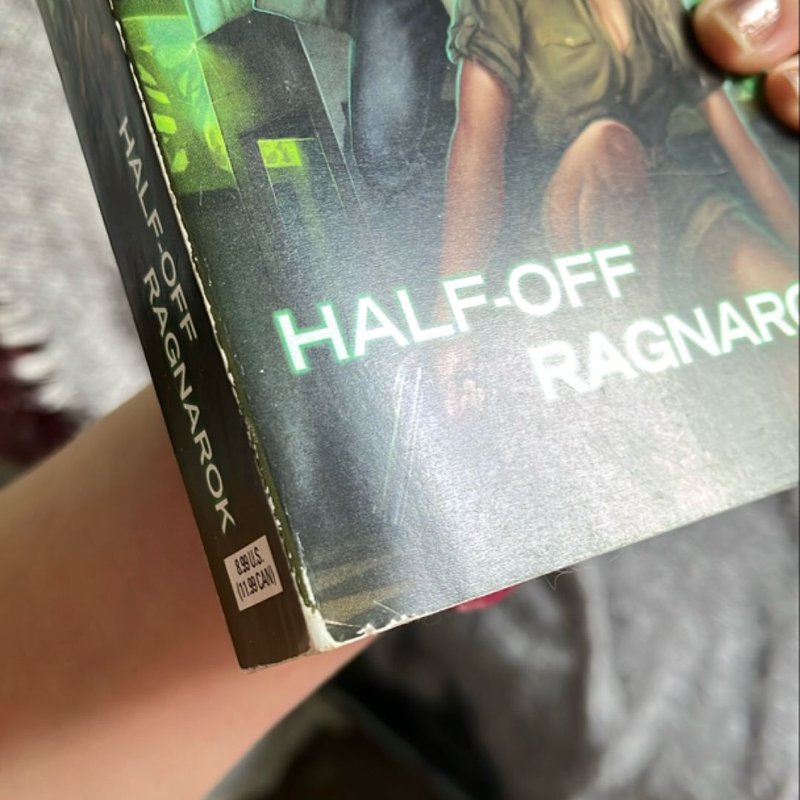 HALF-OFF
RAGNAROK
8.99 U.S.
(11.99 CAN)
HALF-OFF
RAGNARO